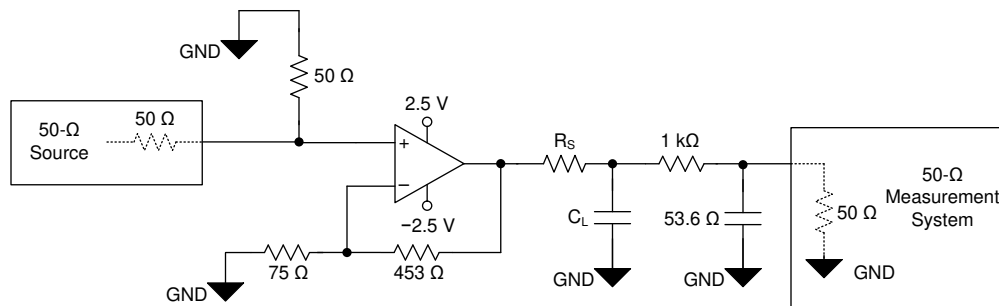 GND
50 Ω
50-Ω
Source
50 Ω
2.5 V
+
−
−2.5 V
75 Ω
453 Ω
GND
R_S
C_L
GND
1 kΩ
53.6 Ω
GND
50-Ω
Measurement
System
50 Ω
GND